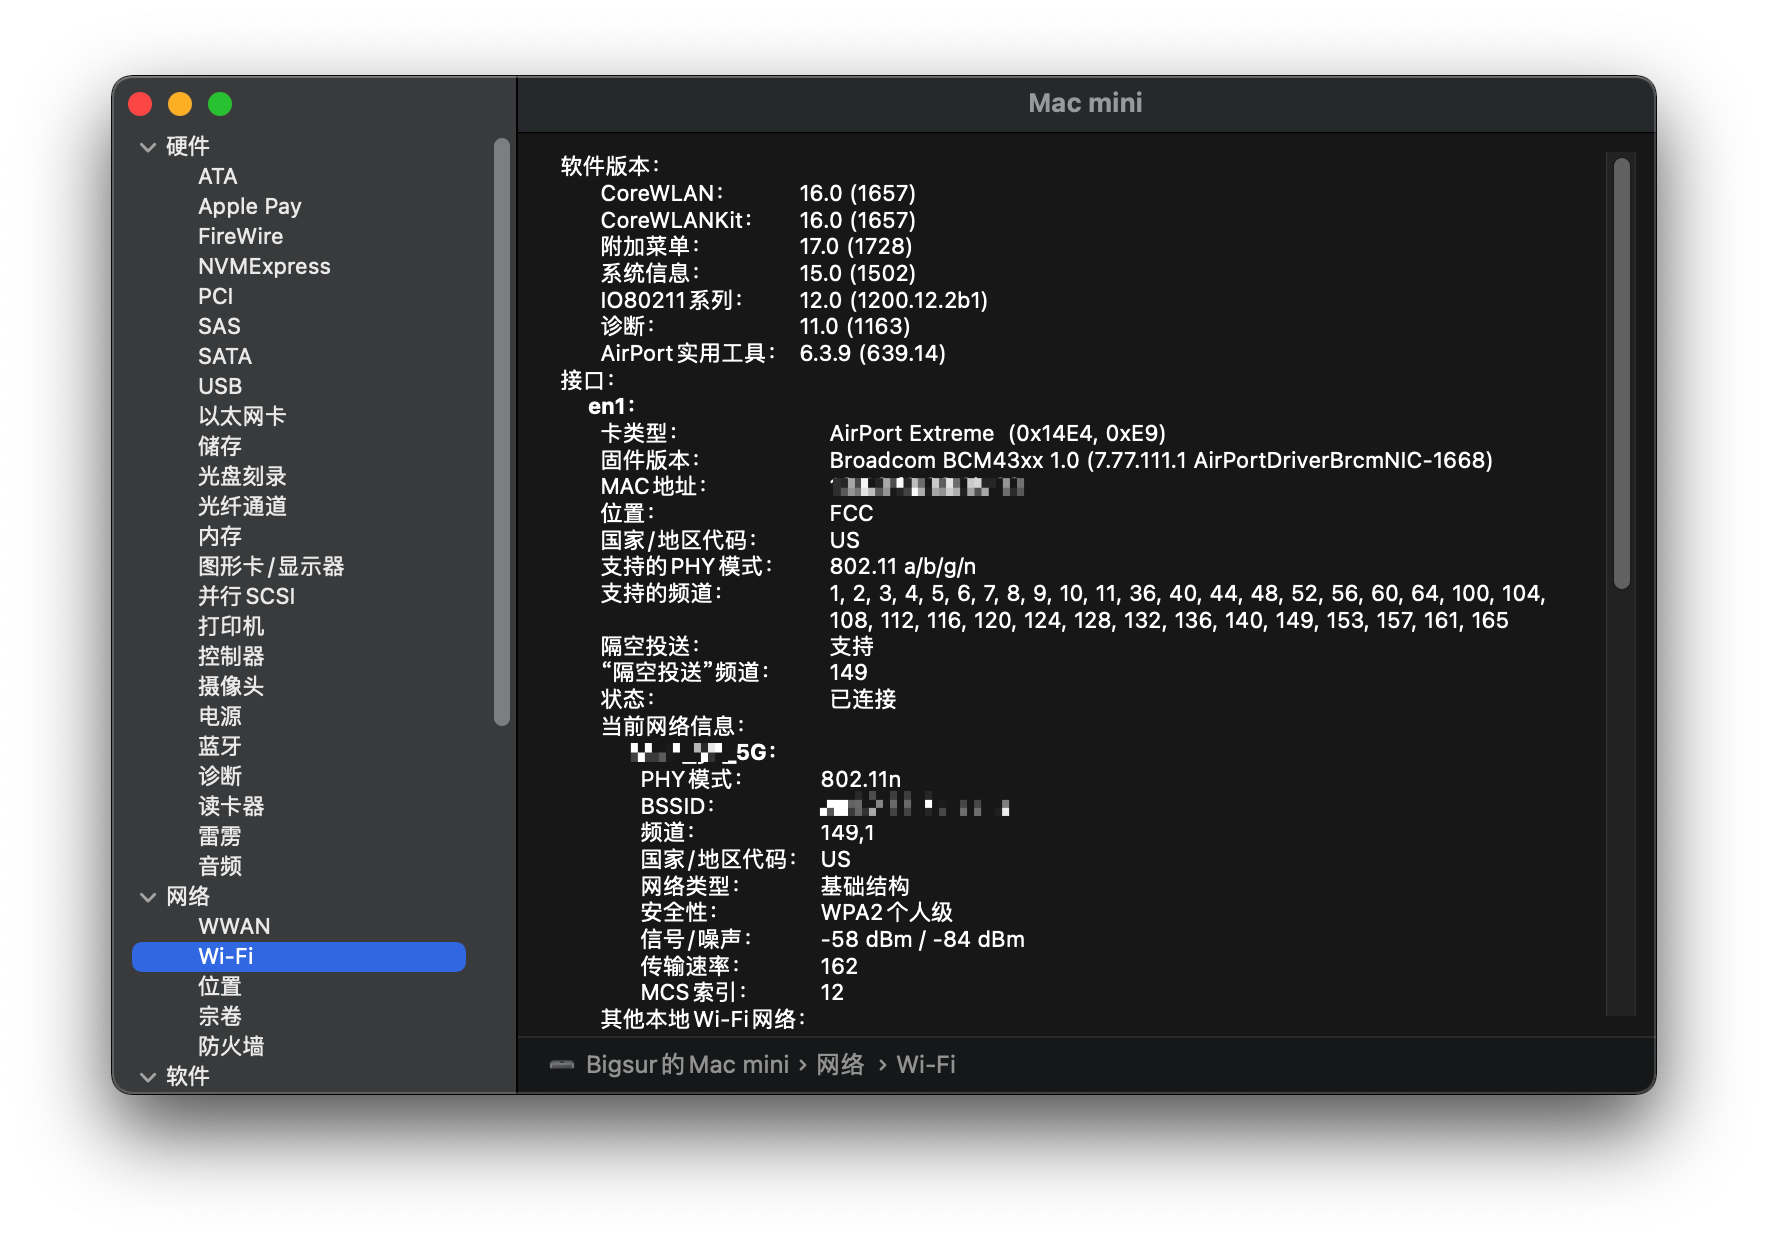 Mac mini
硬件
ATA
Apple Pay
FireWire
NVMExpress
PCI
SAS
SATA
USB
以太网卡
储存
光盘刻录
光纤通道
内存
图形卡/显示器
并行SCSI
打印机
控制器
摄像头
电源
蓝牙
诊断
读卡器
雷雳
音频
网络
WWAN
Wi-Fi
位置
宗卷
防火墙
软件
软件版本：
CoreWLAN： 16.0 (1657)
CoreWLANKit： 16.0 (1657)
附加菜单： 17.0 (1728)
系统信息： 15.0 (1502)
IO80211系列： 12.0 (1200.12.2b1)
诊断： 11.0 (1163)
AirPort实用工具： 6.3.9 (639.14)
接口：
en1：
卡类型： AirPort Extreme (0x14E4, 0xE9)
固件版本： Broadcom BCM43xx 1.0 (7.77.111.1 AirPortDriverBrcmNIC-1668)
MAC地址：
位置： FCC
国家/地区代码： US
支持的PHY模式： 802.11 a/b/g/n
支持的频道： 1, 2, 3, 4, 5, 6, 7, 8, 9, 10, 11, 36, 40, 44, 48, 52, 56, 60, 64, 100, 104,
108, 112, 116, 120, 124, 128, 132, 136, 140, 149, 153, 157, 161, 165
隔空投送： 支持
“隔空投送”频道： 149
状态： 已连接
当前网络信息：
_5G：
PHY模式： 802.11n
BSSID：
频道： 149,1
国家/地区代码： US
网络类型： 基础结构
安全性： WPA2个人级
信号/噪声： -58 dBm / -84 dBm
传输速率： 162
MCS索引： 12
其他本地Wi-Fi网络：
Bigsur的Mac mini › 网络 › Wi-Fi